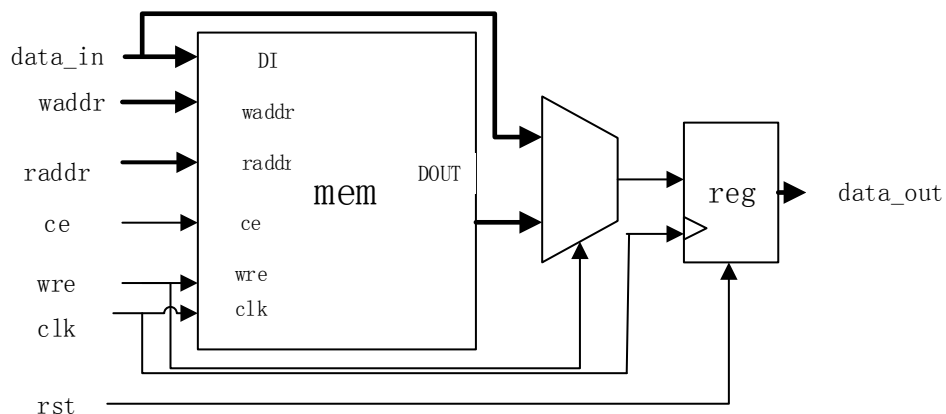 data_in
waddr
raddr
ce
wre
clk
rst
DI
waddr
raddr
mem
DOUT
ce
wre
clk
reg
data_out